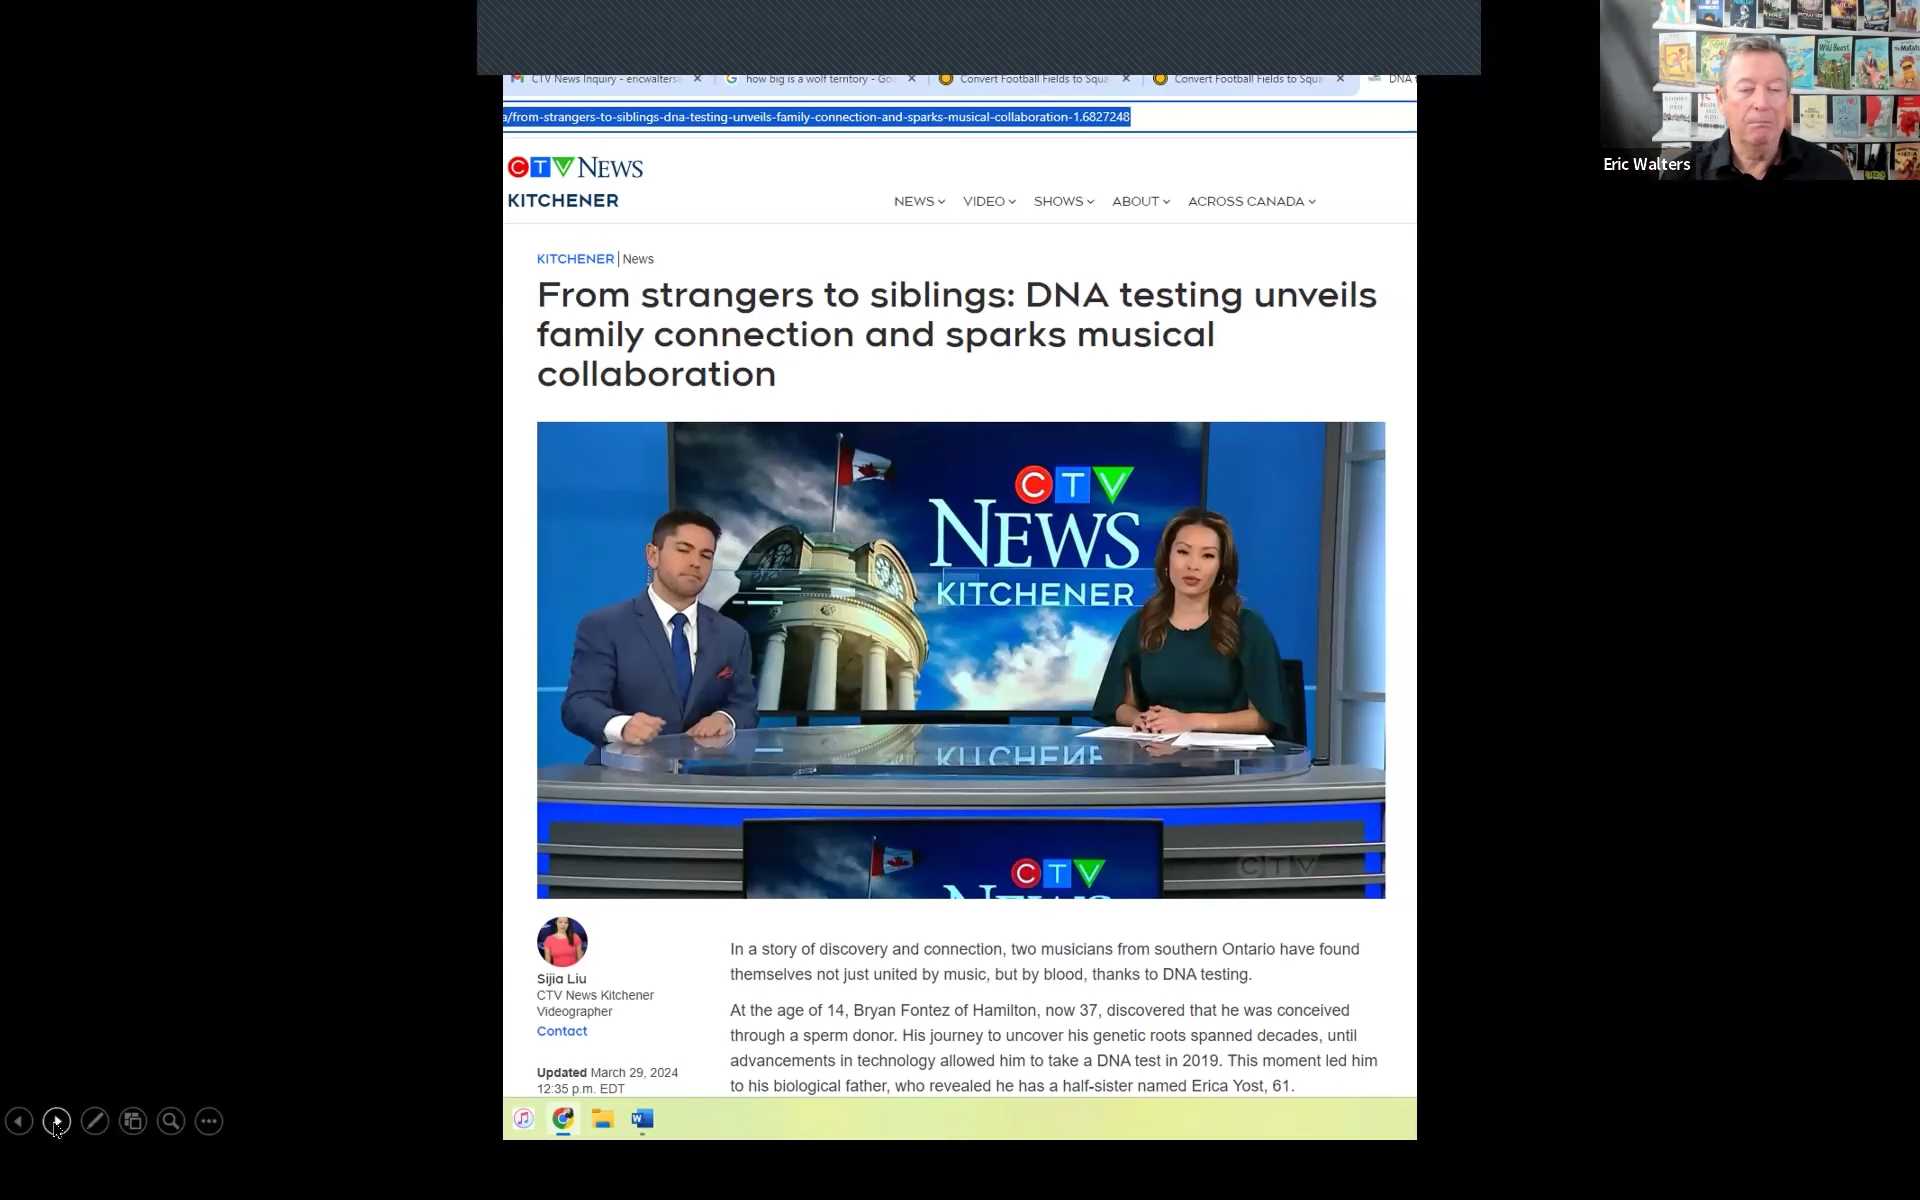 CTV News Inquiry - ericwalters
how big is a wolf territory - Go
Convert Football Fields to Squa
Convert Football Fields to Squa
DNA
/from-strangers-to-siblings-dna-testing-unveils-family-connection-and-sparks-musical-collaboration-1.6827248
CTV NEWS
KITCHENER
NEWS VIDEO SHOWS ABOUT ACROSS CANADA
KITCHENER | News
From strangers to siblings: DNA testing unveils
family connection and sparks musical
collaboration
CTV
NEWS
KITCHENER
CTV
CTV
NEWS
Sijia Liu
CTV News Kitchener
Videographer
Contact
Updated March 29, 2024
12:35 p.m. EDT
In a story of discovery and connection, two musicians from southern Ontario have found
themselves not just united by music, but by blood, thanks to DNA testing.
At the age of 14, Bryan Fontez of Hamilton, now 37, discovered that he was conceived
through a sperm donor. His journey to uncover his genetic roots spanned decades, until
advancements in technology allowed him to take a DNA test in 2019. This moment led him
to his biological father, who revealed he has a half-sister named Erica Yost, 61.
Eric Walters
The Wild Beast